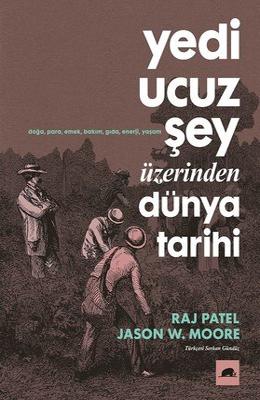 yedi
ucuz
şey
doğa, para, emek, bakım, gıda, enerji, yaşam
üzerinden
dünya
tarihi
RAJ PATEL
JASON W. MOORE
Türkçesi Serkan Gündüz